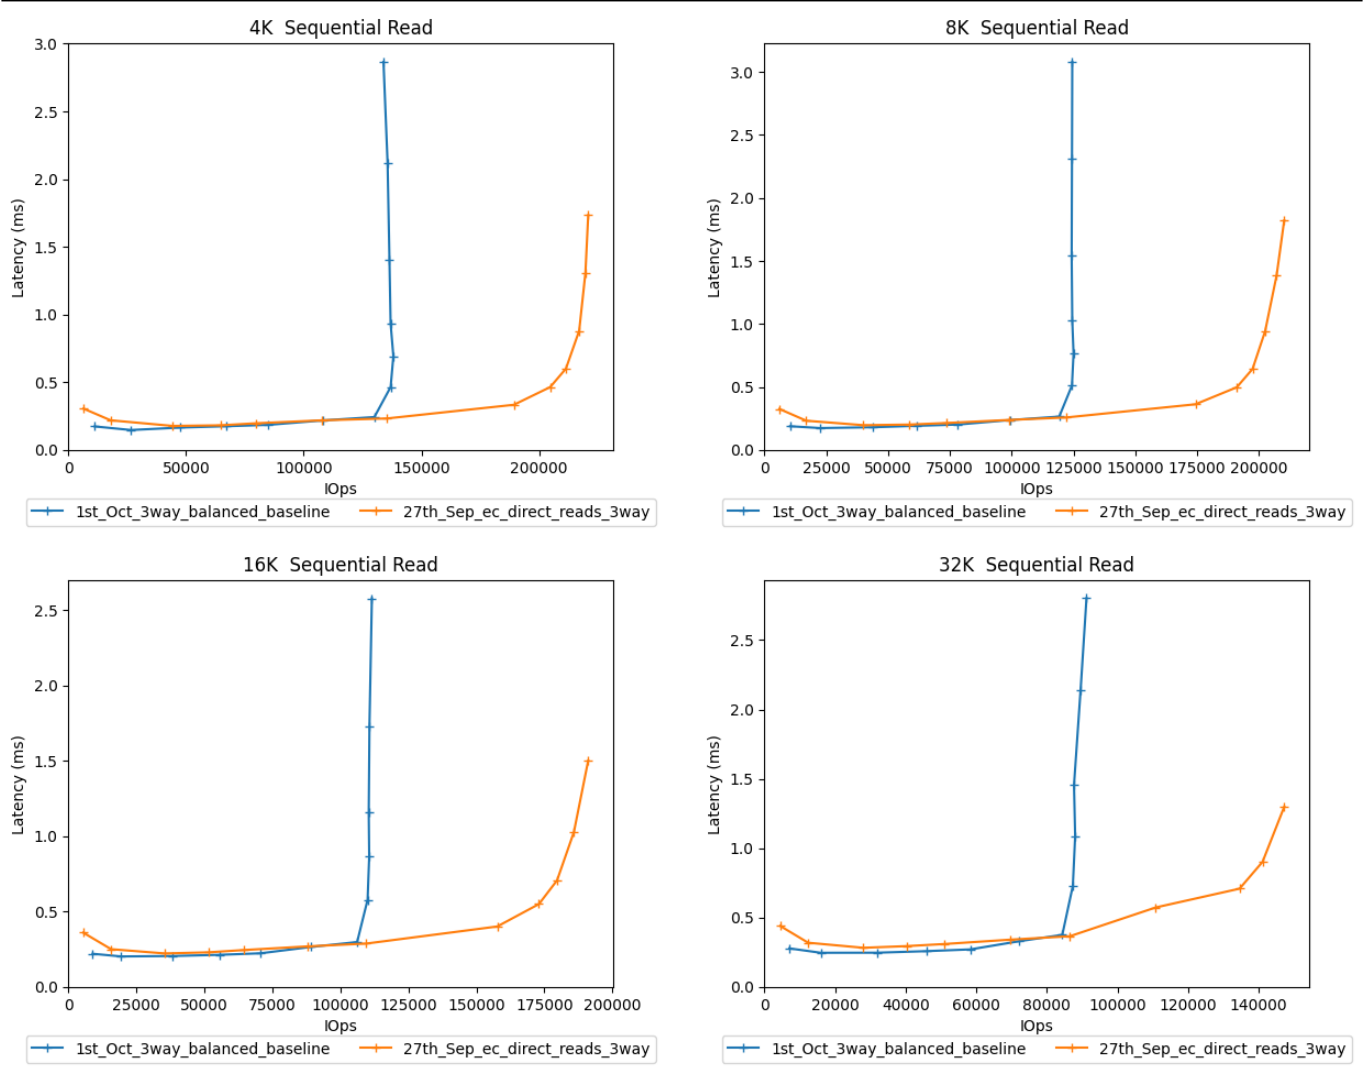 4K  Sequential Read
3.0
2.5
2.0
1.5
1.0
0.5
0.0
Latency (ms)
0 50000 100000 150000 200000
IOps
1st_Oct_3way_balanced_baseline 27th_Sep_ec_direct_reads_3way
8K  Sequential Read
3.0
2.5
2.0
1.5
1.0
0.5
0.0
Latency (ms)
0 25000 50000 75000 100000 125000 150000 175000 200000
IOps
1st_Oct_3way_balanced_baseline 27th_Sep_ec_direct_reads_3way
16K  Sequential Read
2.5
2.0
1.5
1.0
0.5
0.0
Latency (ms)
0 25000 50000 75000 100000 125000 150000 175000 200000
IOps
1st_Oct_3way_balanced_baseline 27th_Sep_ec_direct_reads_3way
32K  Sequential Read
2.5
2.0
1.5
1.0
0.5
0.0
Latency (ms)
0 20000 40000 60000 80000 100000 120000 140000
IOps
1st_Oct_3way_balanced_baseline 27th_Sep_ec_direct_reads_3way